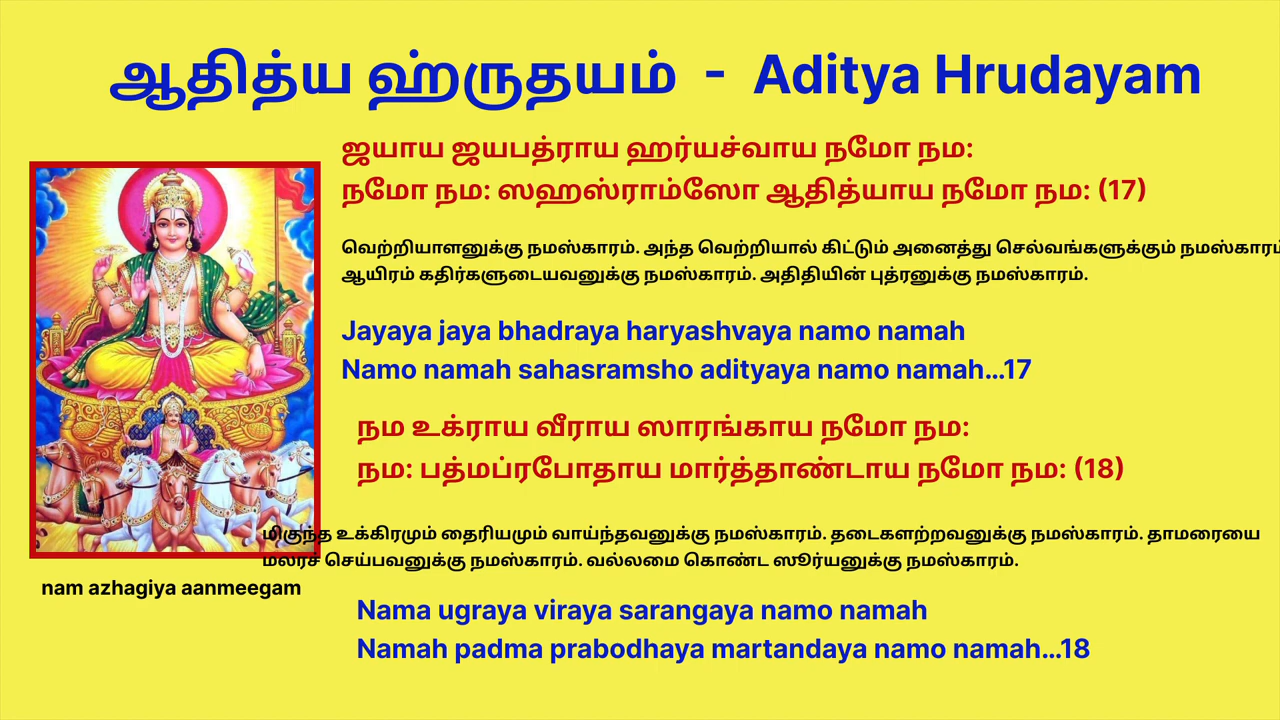 ஆதித்ய ஹ்ருதயம் - Aditya Hrudayam
ஜயாய ஜயபத்ராய ஹர்யச்வாய நமோ நம:
நமோ நம: ஸஹஸ்ராம்ஸோ ஆதித்யாய நமோ நம: (17)
வெற்றியாளனுக்கு நமஸ்காரம். அந்த வெற்றியால் கிட்டும் அனைத்து செல்வங்களுக்கும் நமஸ்காரம்
ஆயிரம் கதிர்களுடையவனுக்கு நமஸ்காரம். அதிதியின் புத்ரனுக்கு நமஸ்காரம்.
Jayaya jaya bhadraya haryashvaya namo namah
Namo namah sahasramsho adityaya namo namah...17
நம உக்ராய வீராய ஸாரங்காய நமோ நம:
நம: பத்மப்ரபோதாய மார்த்தாண்டாய நமோ நம: (18)
மிகுந்த உக்கிரமும் தைரியமும் வாய்ந்தவனுக்கு நமஸ்காரம். தடைகளற்றவனுக்கு நமஸ்காரம். தாமரையை
மலரச் செய்பவனுக்கு நமஸ்காரம். வல்லமை கொண்ட ஸூர்யனுக்கு நமஸ்காரம்.
nam azhagiya aanmeegam
Nama ugraya viraya sarangaya namo namah
Namah padma prabodhaya martandaya namo namah...18